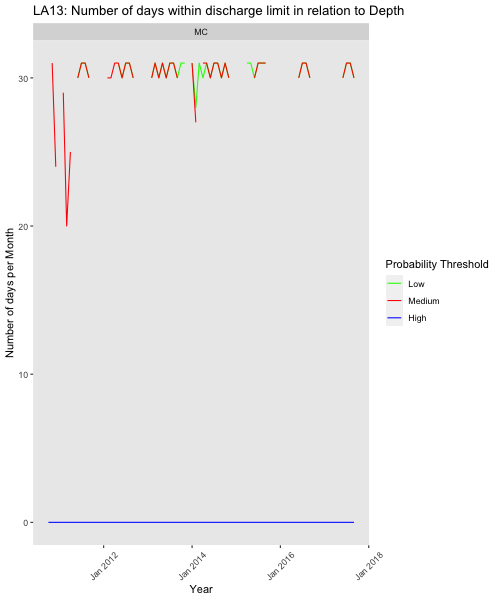 LA13: Number of days within discharge limit in relation to Depth
MC
30
20
10
0
Number of days per Month
Jan 2012
Jan 2014
Jan 2016
Jan 2018
Year
Probability Threshold
Low
Medium
High